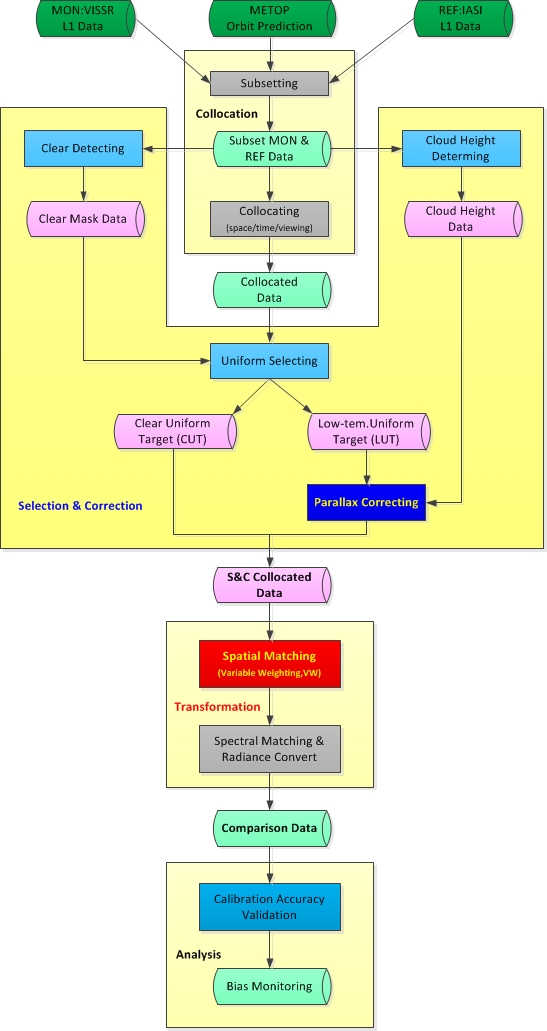 MON:VISSR
L1 Data
METOP
Orbit Prediction
REF:IASI
L1 Data
Subsetting
Collocation
Subset MON &
REF Data
Clear Detecting
Cloud Height
Determing
Clear Mask Data
Collocating
(space/time/viewing)
Cloud Height
Data
Collocated
Data
Uniform Selecting
Clear Uniform
Target (CUT)
Low-tem.Uniform
Target (LUT)
Selection & Correction
Parallax Correcting
S&C Collocated
Data
Spatial Matching
(Variable Weighting,VW)
Transformation
Spectral Matching &
Radiance Convert
Comparison Data
Calibration Accuracy
Validation
Analysis
Bias Monitoring